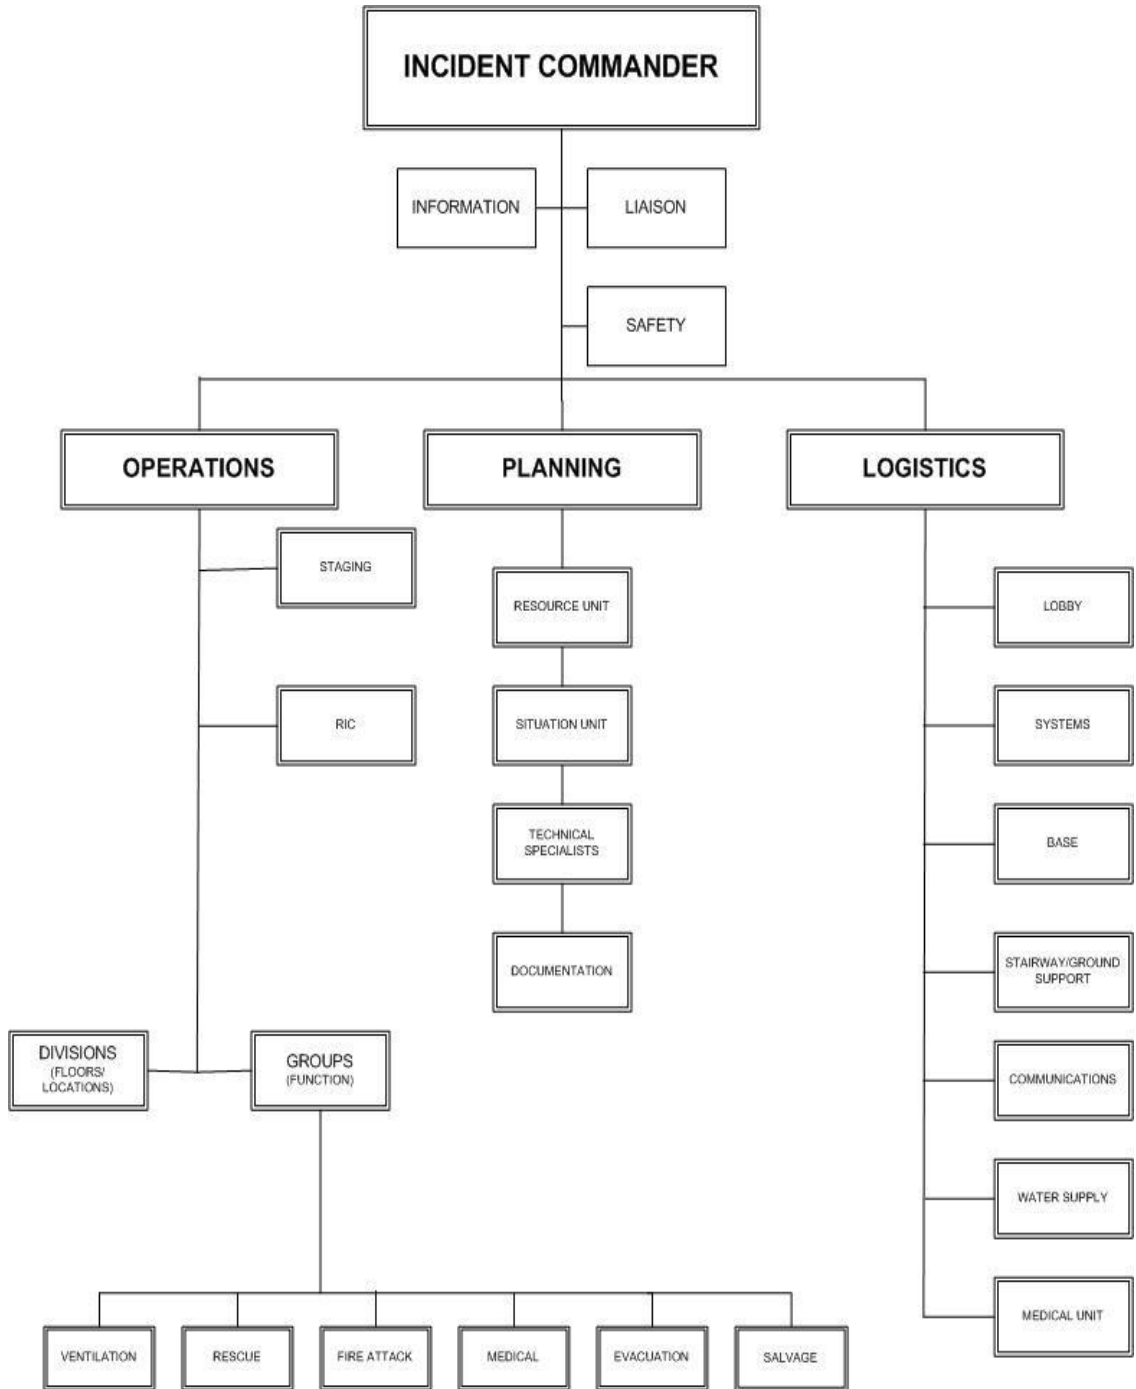 INCIDENT COMMANDER
INFORMATION
LIAISON
SAFETY
OPERATIONS
PLANNING
LOGISTICS
STAGING
RESOURCE UNIT
LOBBY
RIC
SITUATION UNIT
SYSTEMS
TECHNICAL
SPECIALISTS
BASE
DOCUMENTATION
STAIRWAY/GROUND
SUPPORT
DIVISIONS
(FLOORS/
LOCATIONS)
GROUPS
(FUNCTION)
COMMUNICATIONS
WATER SUPPLY
MEDICAL UNIT
VENTILATION
RESCUE
FIRE ATTACK
MEDICAL
EVACUATION
SALVAGE